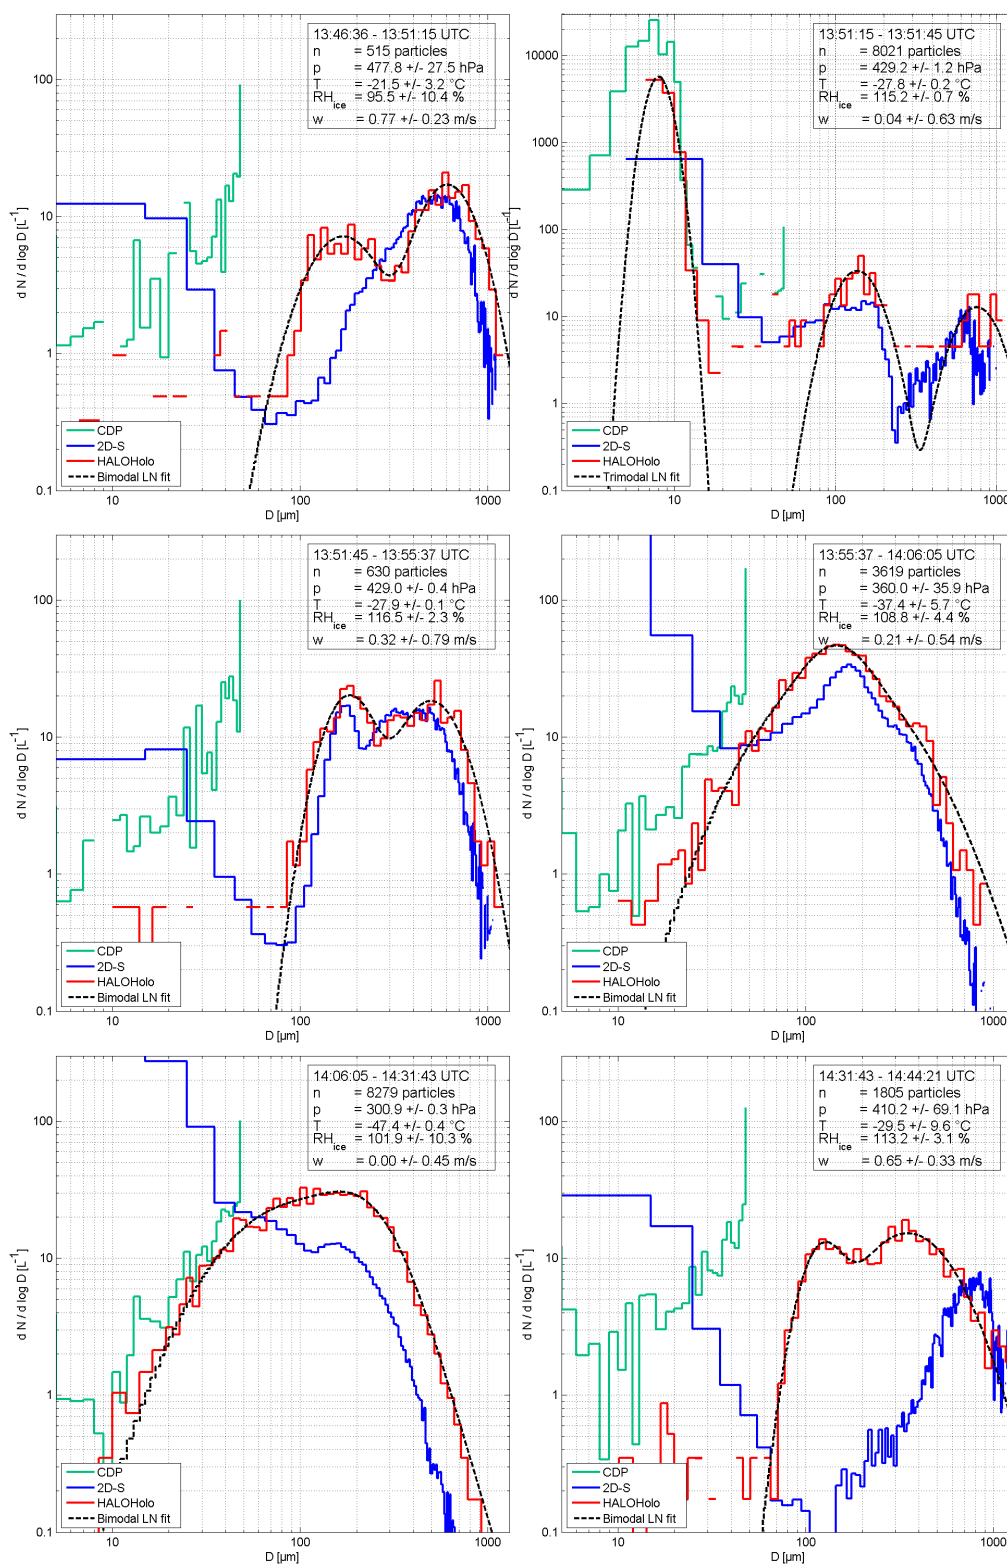 13:46:36 - 13:51:15 UTC
n = 515 particles
p = 477.8 +/- 27.5 hPa
T = -21.5 +/- 3.2 °C
RH_ice = 95.5 +/- 10.4 %
w = 0.77 +/- 0.23 m/s
100
10
1
0.1
d N / d log D [L^-1]
CDP
2D-S
HALOHolo
Bimodal LN fit
10 100 1000
D [µm]
13:51:15 - 13:51:45 UTC
n = 8021 particles
p = 429.2 +/- 1.2 hPa
T = -27.8 +/- 0.2 °C
RH_ice = 115.2 +/- 0.7 %
w = 0.04 +/- 0.63 m/s
10000
1000
100
10
1
0.1
d N / d log D [L^-1]
CDP
2D-S
HALOHolo
Trimodal LN fit
10 100 1000
D [µm]
13:51:45 - 13:55:37 UTC
n = 630 particles
p = 429.0 +/- 0.4 hPa
T = -27.9 +/- 0.1 °C
RH_ice = 116.5 +/- 2.3 %
w = 0.32 +/- 0.79 m/s
100
10
1
0.1
d N / d log D [L^-1]
CDP
2D-S
HALOHolo
Bimodal LN fit
10 100 1000
D [µm]
13:55:37 - 14:06:05 UTC
n = 3619 particles
p = 360.0 +/- 35.9 hPa
T = -37.4 +/- 5.7 °C
RH_ice = 108.8 +/- 4.4 %
w = 0.21 +/- 0.54 m/s
100
10
1
0.1
d N / d log D [L^-1]
CDP
2D-S
HALOHolo
Bimodal LN fit
10 100 1000
D [µm]
14:06:05 - 14:31:43 UTC
n = 8279 particles
p = 300.9 +/- 0.3 hPa
T = -47.4 +/- 0.4 °C
RH_ice = 101.9 +/- 10.3 %
w = 0.00 +/- 0.45 m/s
100
10
1
0.1
d N / d log D [L^-1]
CDP
2D-S
HALOHolo
Bimodal LN fit
10 100 1000
D [µm]
14:31:43 - 14:44:21 UTC
n = 1805 particles
p = 410.2 +/- 69.1 hPa
T = -29.5 +/- 9.6 °C
RH_ice = 113.2 +/- 3.1 %
w = 0.65 +/- 0.33 m/s
100
10
1
0.1
d N / d log D [L^-1]
CDP
2D-S
HALOHolo
Bimodal LN fit
10 100 1000
D [µm]